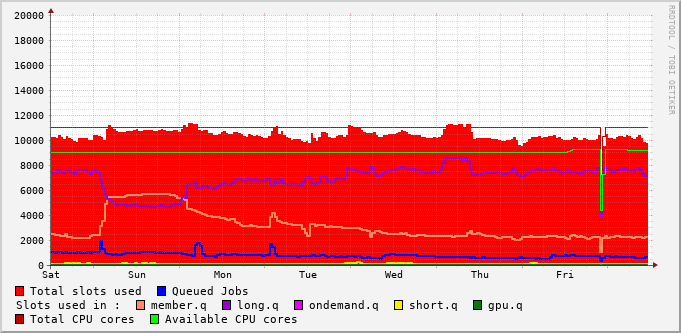 20000
18000
16000
14000
12000
10000
8000
6000
4000
2000
0
Sat Sun Mon Tue Wed Thu Fri
RRDTOOL / TOBI OETIKER
Total slots used Queued Jobs
Slots used in : member.q long.q ondemand.q short.q gpu.q
Total CPU cores Available CPU cores